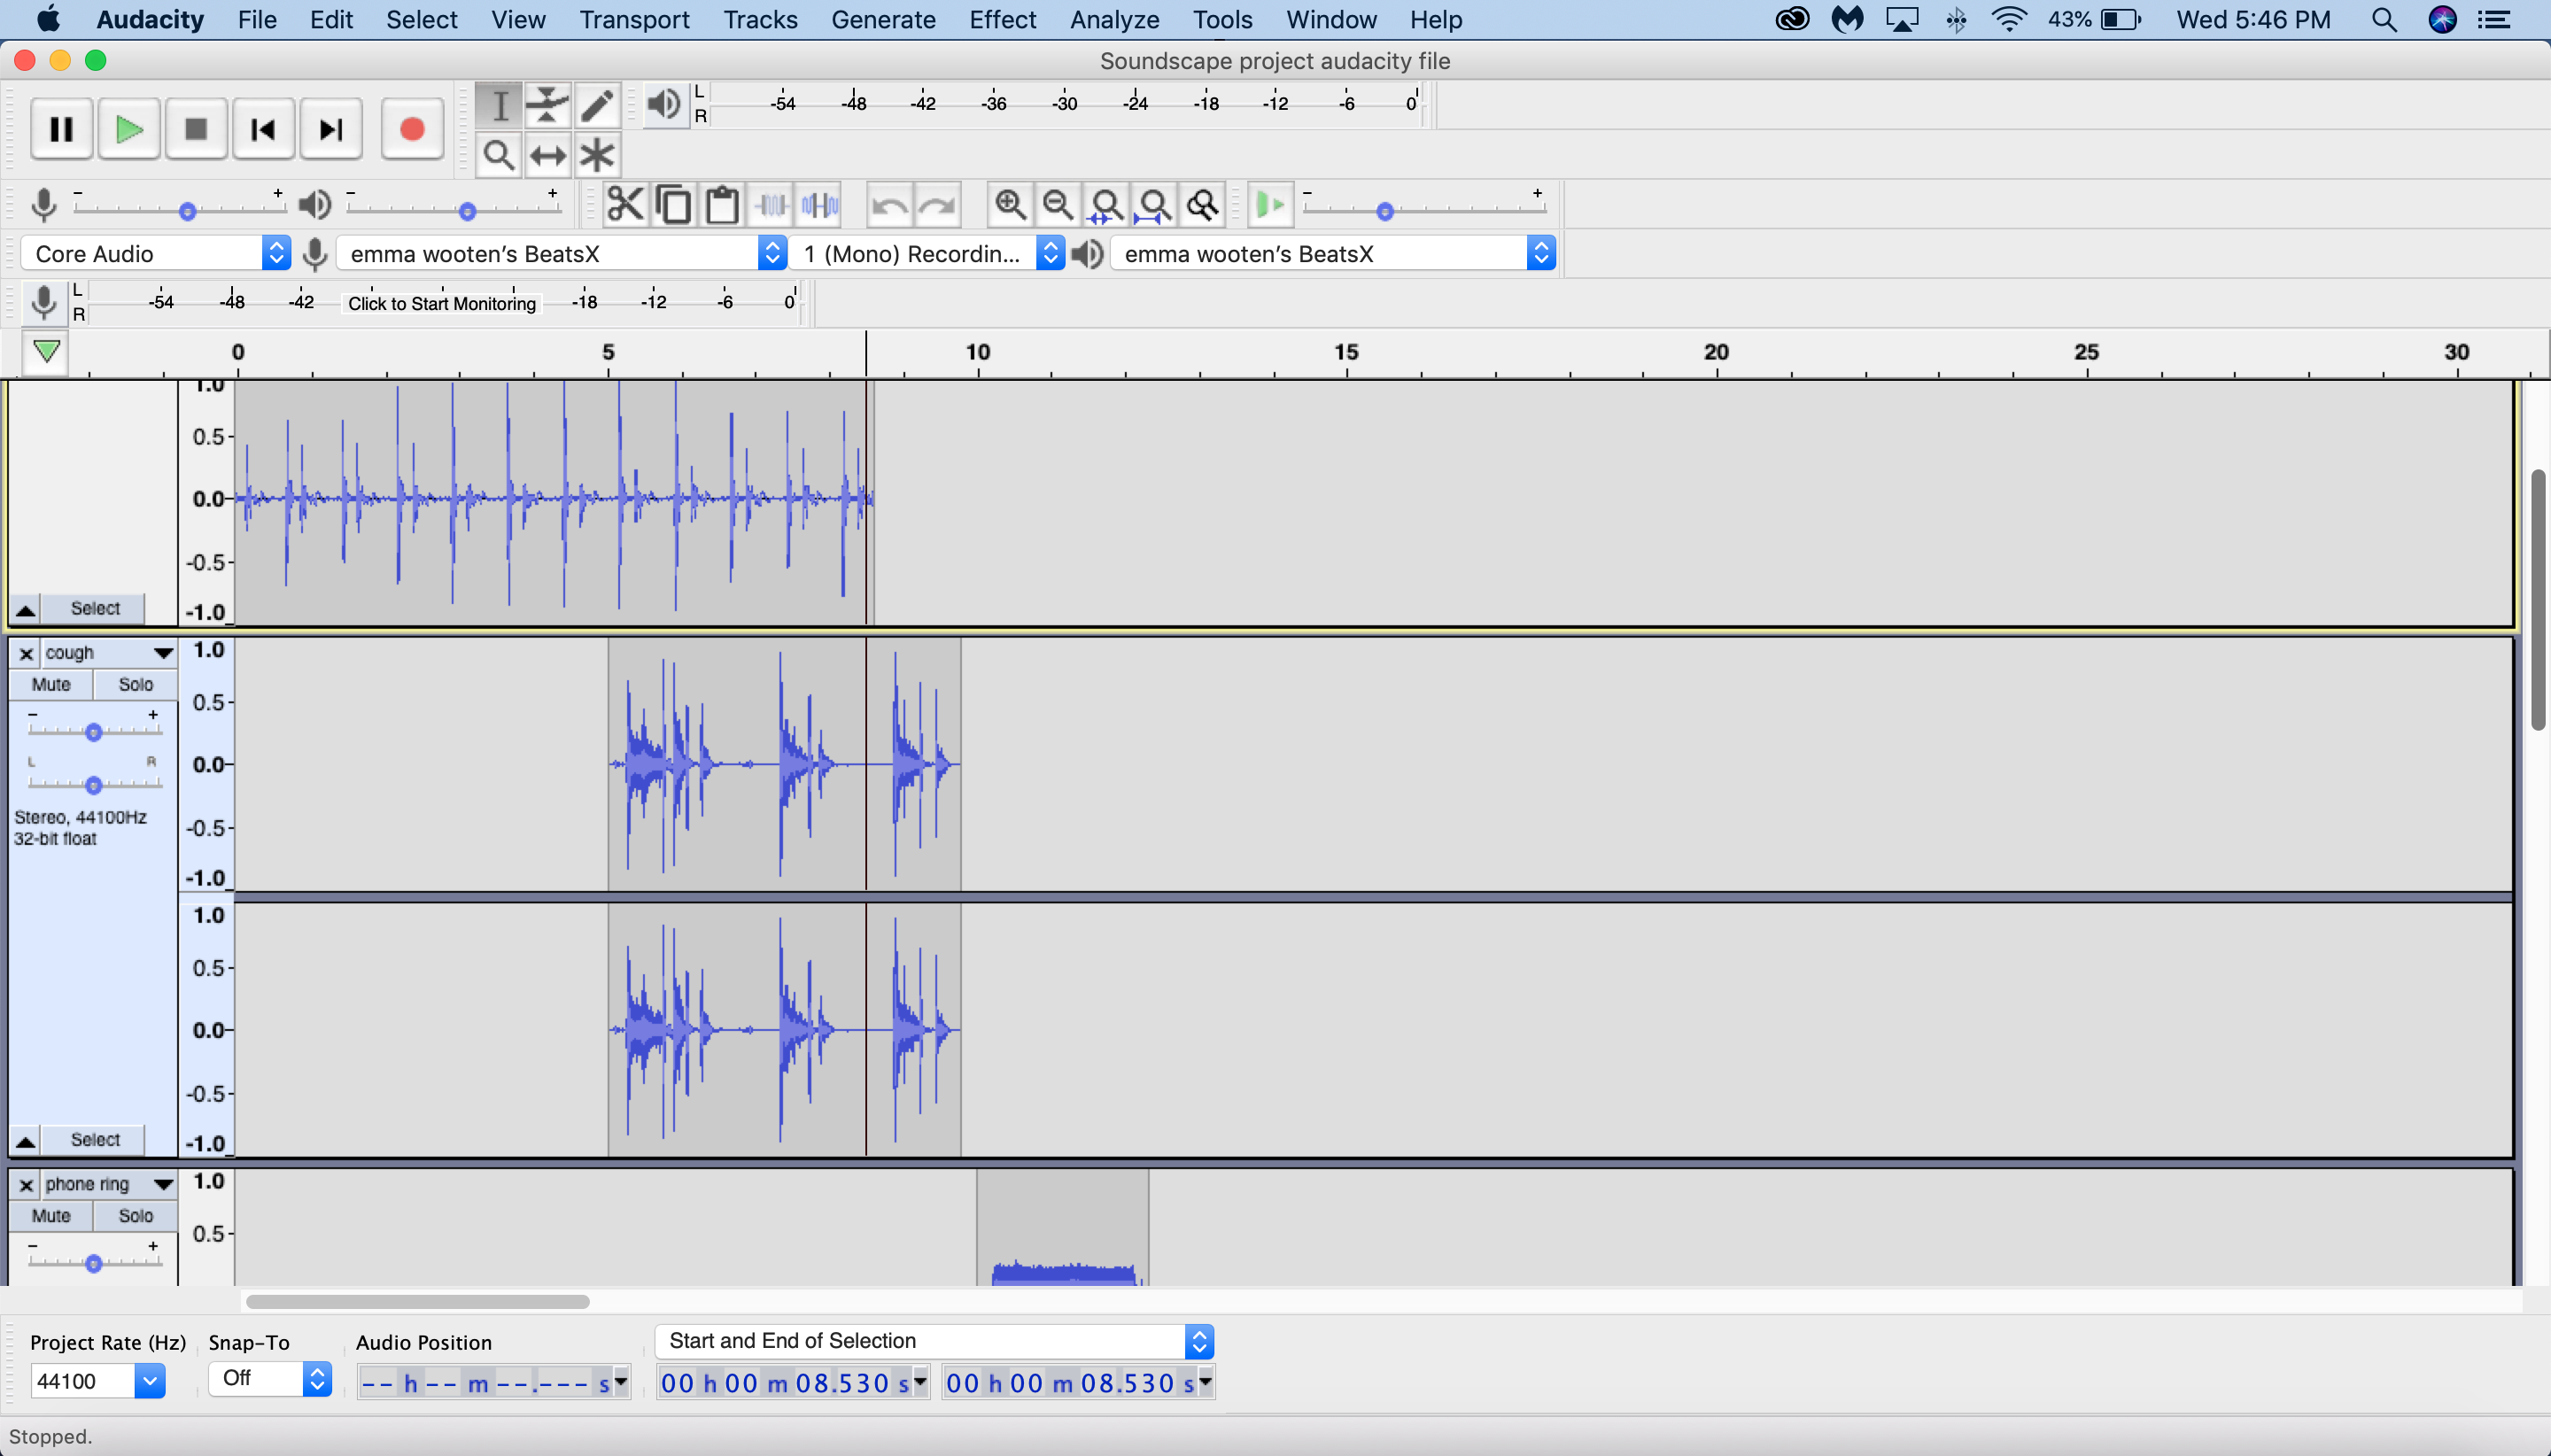 Audacity File Edit Select View Transport Tracks Generate Effect Analyze Tools Window Help 43% Wed 5:46 PM
Soundscape project audacity file
L -54 -48 -42 -36 -30 -24 -18 -12 -6 0
R
- + - + - +
Core Audio emma wooten’s BeatsX 1 (Mono) Recordin... emma wooten’s BeatsX
L -54 -48 -42 Click to Start Monitoring -18 -12 -6 0
R
0 5 10 15 20 25 30
1.0
0.5-
0.0-
-0.5-
Select -1.0
× cough 1.0
Mute Solo
0.5-
- +
L R 0.0-
Stereo, 44100Hz -0.5-
32-bit float
-1.0
1.0
0.5-
0.0-
-0.5-
Select -1.0
× phone ring 1.0
Mute Solo
0.5-
- +
Project Rate (Hz) Snap-To Audio Position Start and End of Selection
44100 Off -- h -- m --.--- s 00 h 00 m 08.530 s 00 h 00 m 08.530 s
Stopped.